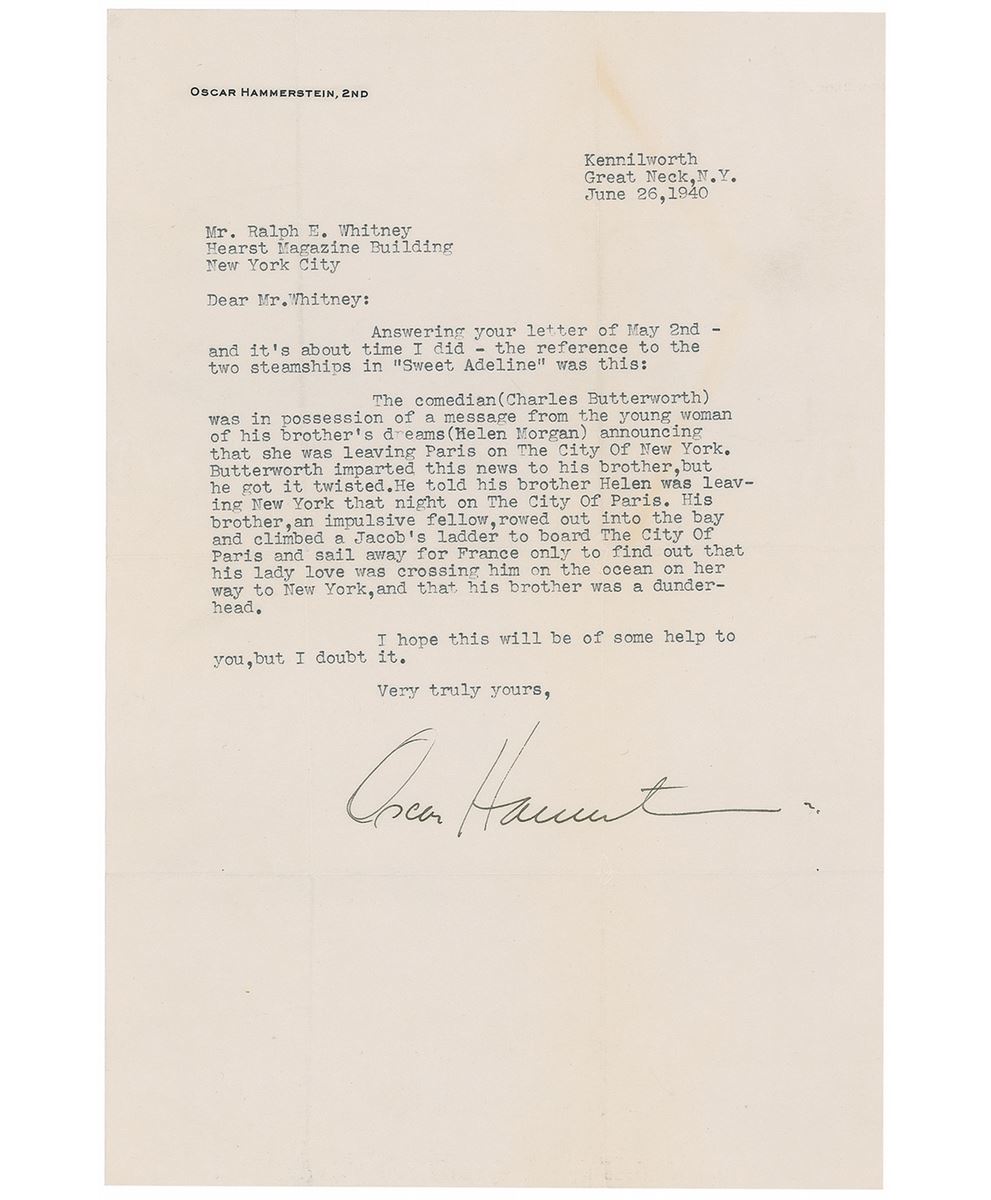 OSCAR HAMMERSTEIN, 2ND
Kennilworth
Great Neck,N.Y.
June 26,1940
Mr. Ralph E. Whitney
Hearst Magazine Building
New York City
Dear Mr.Whitney:
Answering your letter of May 2nd -
and it's about time I did - the reference to the
two steamships in "Sweet Adeline" was this:
The comedian(Charles Butterworth)
was in possession of a message from the young woman
of his brother's dreams(Helen Morgan) announcing
that she was leaving Paris on The City Of New York.
Butterworth imparted this news to his brother,but
he got it twisted.He told his brother Helen was leav-
ing New York that night on The City Of Paris. His
brother,an impulsive fellow,rowed out into the bay
and climbed a Jacob's ladder to board The City Of
Paris and sail away for France only to find out that
his lady love was crossing him on the ocean on her
way to New York,and that his brother was a dunder-
head.
I hope this will be of some help to
you,but I doubt it.
Very truly yours,
Oscar Hammerst